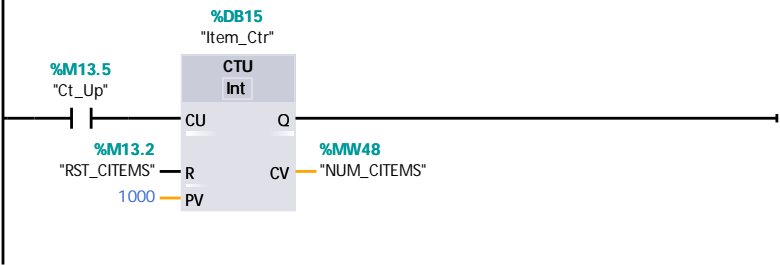 %DB15
"Item_Ctr"
%M13.5
"Ct_Up"
CTU
Int
CU
Q
%M13.2
"RST_CITEMS"
R
%MW48
CV
"NUM_CITEMS"
1000
PV